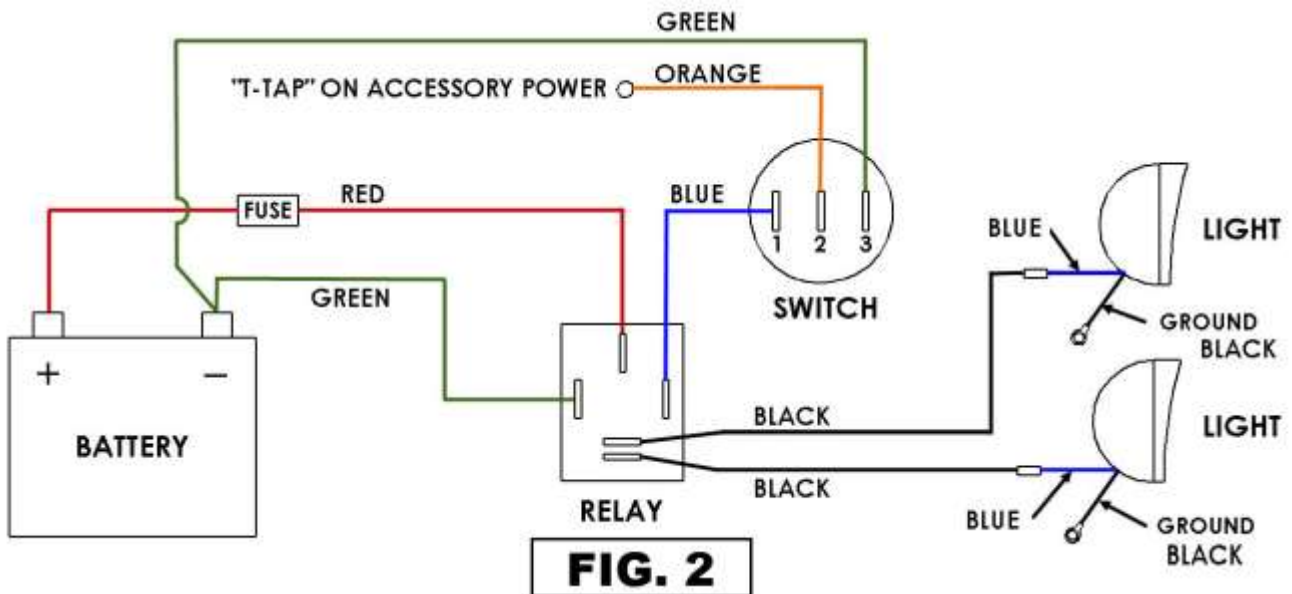 GREEN
"T-TAP" ON ACCESSORY POWER
ORANGE
FUSE
RED
BLUE
1 2 3
SWITCH
BLUE
LIGHT
GROUND
BLACK
GREEN
+ −
BATTERY
BLACK
BLACK
RELAY
LIGHT
BLUE
GROUND
BLACK
FIG. 2